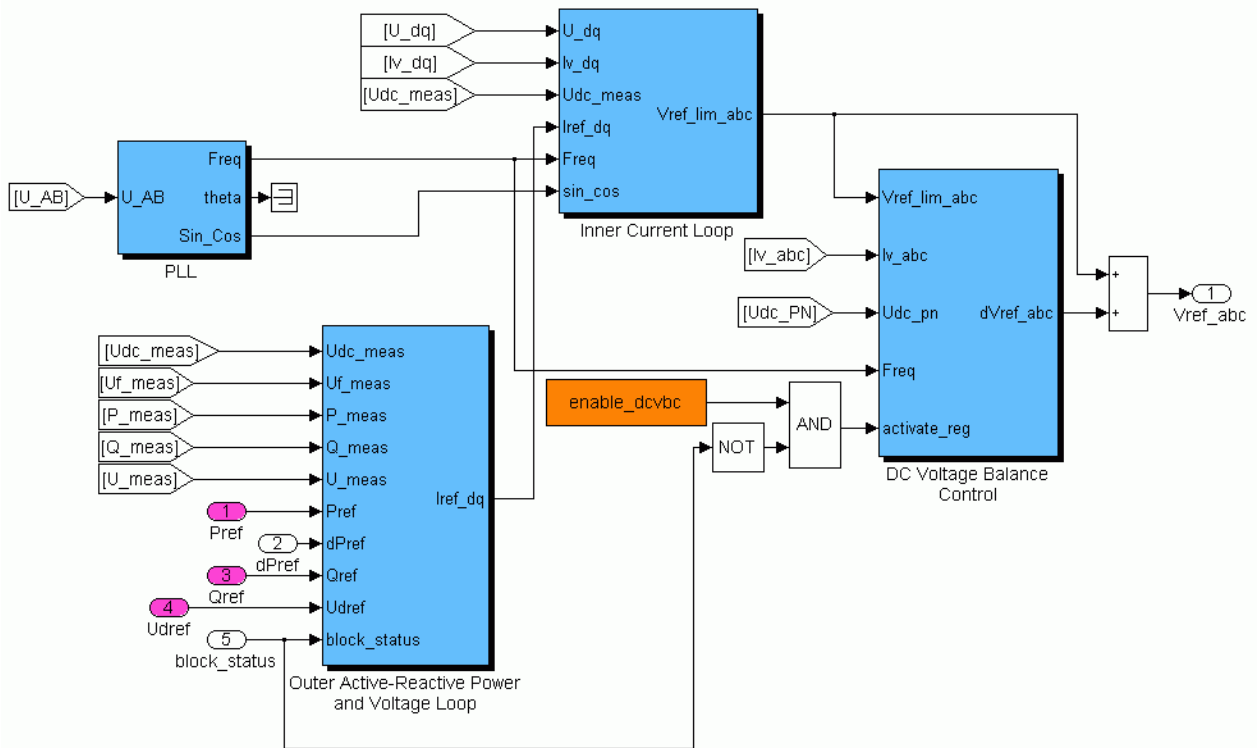 [U_dq]
[Iv_dq]
[Udc_meas]
U_dq
Iv_dq
Udc_meas
Iref_dq
Freq
sin_cos
Vref_lim_abc
Inner Current Loop
[U_AB]
U_AB
Freq
theta
Sin_Cos
PLL
[Iv_abc]
[Udc_PN]
Vref_lim_abc
Iv_abc
Udc_pn
Freq
activate_reg
dVref_abc
DC Voltage Balance
Control
+
+
1
Vref_abc
enable_dcvbc
NOT
AND
[Udc_meas]
[Uf_meas]
[P_meas]
[Q_meas]
[U_meas]
1
Pref
2
dPref
3
Qref
4
Udref
5
block_status
Udc_meas
Uf_meas
P_meas
Q_meas
U_meas
Pref
dPref
Qref
Udref
block_status
Iref_dq
Outer Active-Reactive Power
and Voltage Loop